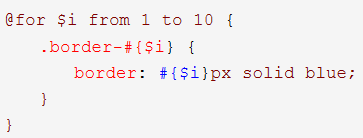 @for $i from 1 to 10 {
    .border-#{$i} {
        border: #{$i}px solid blue;
    }
}